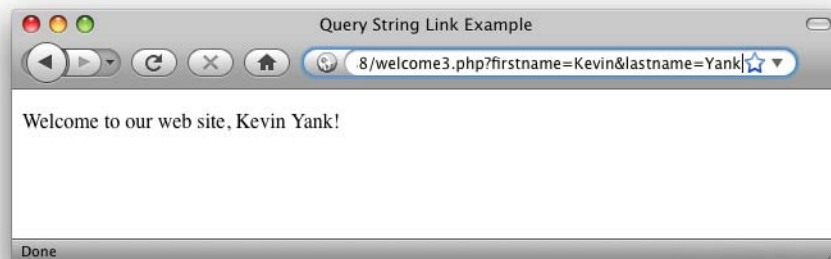 Query String Link Example
.8/welcome3.php?firstname=Kevin&lastname=Yank
Welcome to our web site, Kevin Yank!
Done